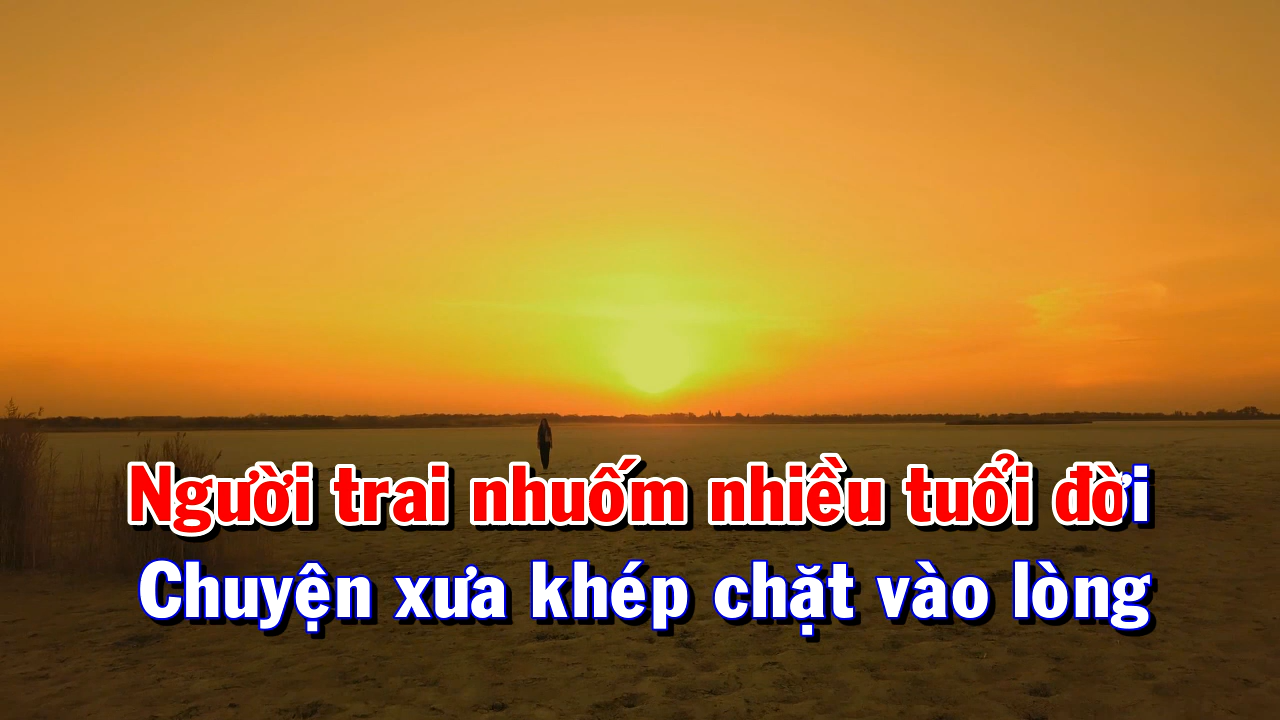 Người trai nhuốm nhiều tuổi đời
Chuyện xưa khép chặt vào lòng